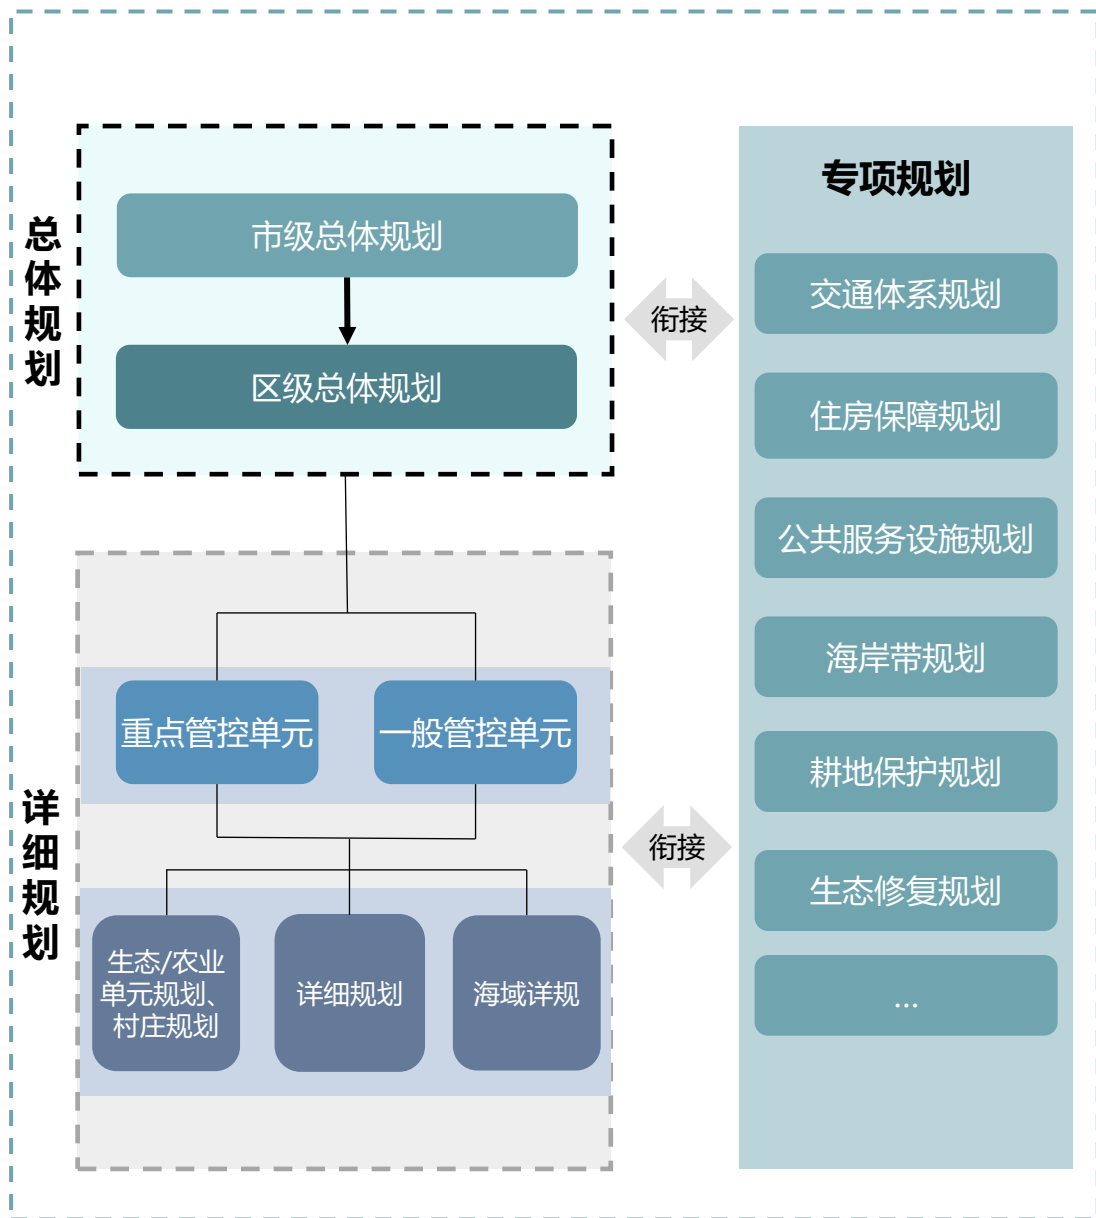 总体规划
市级总体规划
区级总体规划
衔接
详细规划
重点管控单元
一般管控单元
生态/农业
单元规划、
村庄规划
详细规划
海域详规
衔接
专项规划
交通体系规划
住房保障规划
公共服务设施规划
海岸带规划
耕地保护规划
生态修复规划
...